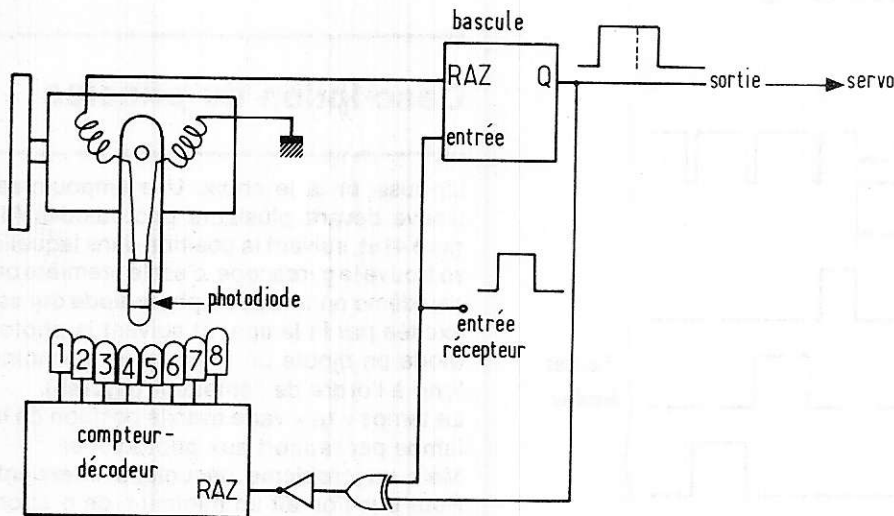 bascule
RAZ
Q
sortie
servo
entrée
photodiode
entrée
récepteur
1 2 3 4 5 6 7 8
compteur-
décodeur
RAZ